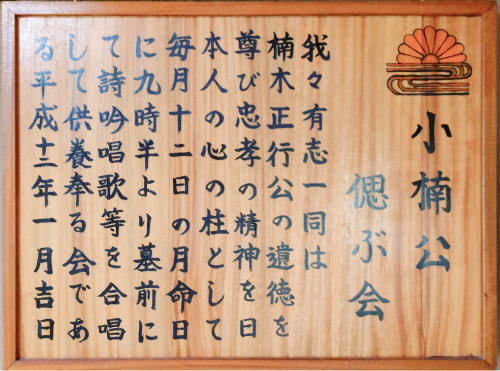 小楠公
偲ぶ会
我々有志一同は
楠木正行公の遺徳を
尊び忠孝の精神を日
本人の心の柱として
毎月十二日の月命日
に九時半より墓前に
て詩吟唱歌等を合唱
して供養奉る会であ
る平成十二年一月吉日